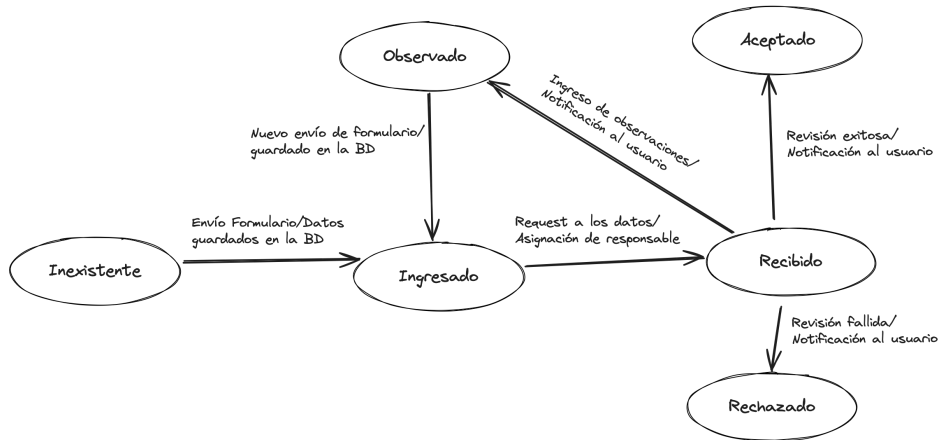 Aceptado
Observado
Ingreso de observaciones/
Notificación al usuario
Nuevo envío de formulario/
guardado en la BD
Revisión exitosa/
Notificación al usuario
Envío Formulario/Datos
guardados en la BD
Request a los datos/
Asignación de responsable
Inexistente
Ingresado
Recibido
Revisión fallida/
Notificación al usuario
Rechazado